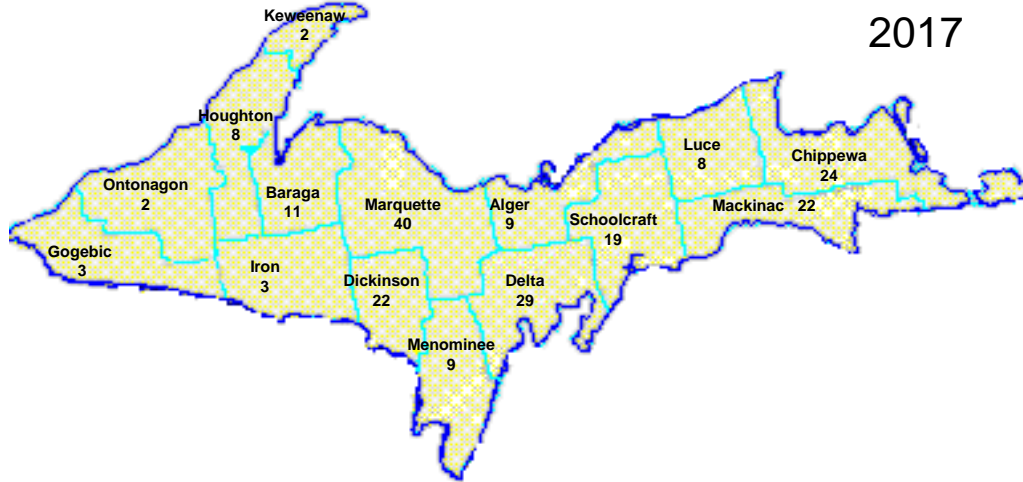 Keweenaw
2
2017
Houghton
8
Luce
8
Chippewa
24
Ontonagon
2
Baraga
11
Marquette
40
Alger
9
Schoolcraft
19
Mackinac 22
Gogebic
3
Iron
3
Dickinson
22
Delta
29
Menominee
9